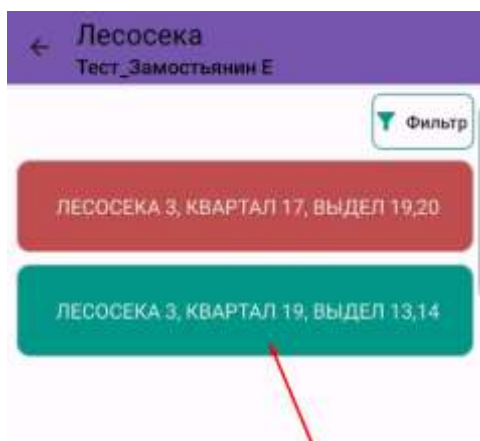 Лесосека
Тест_Замостьянин Е
Фильтр
ЛЕСОСЕКА 3, КВАРТАЛ 17, ВЫДЕЛ 19,20
ЛЕСОСЕКА 3, КВАРТАЛ 19, ВЫДЕЛ 13,14